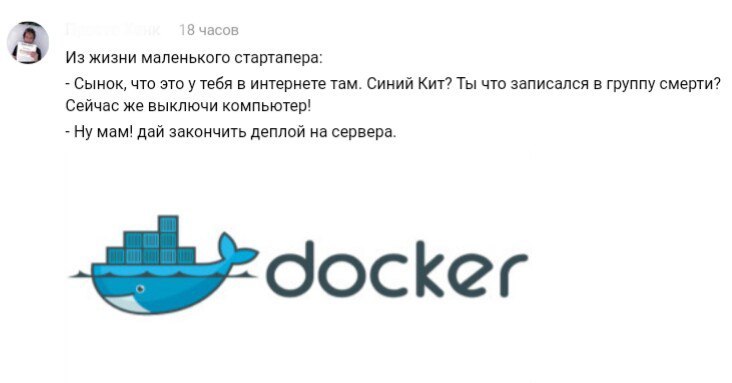 18 часов
Из жизни маленького стартапера:
- Сынок, что это у тебя в интернете там. Синий Кит? Ты что записался в группу смерти?
Сейчас же выключи компьютер!
- Ну мам! дай закончить деплой на сервера.
docker